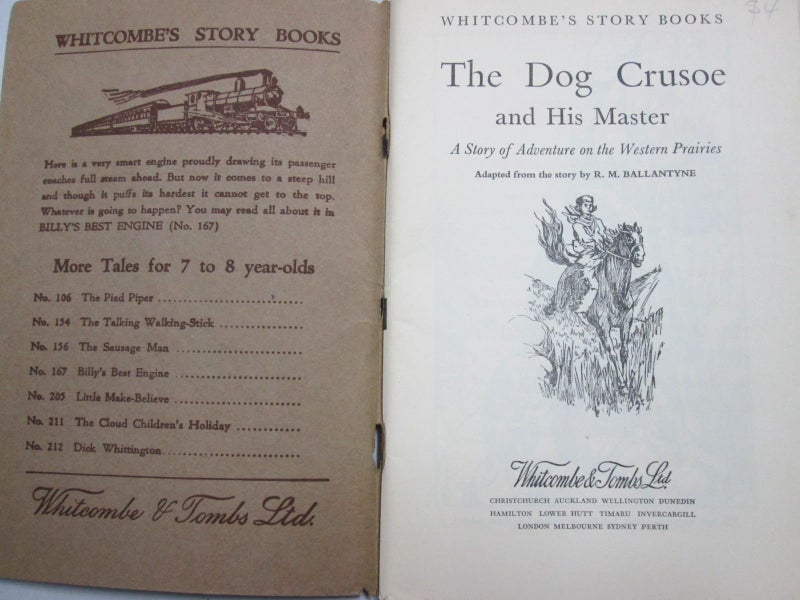 WHITCOMBE'S STORY BOOKS
Here is a very smart engine proudly drawing its passenger
coaches full steam ahead. But now it comes to a steep hill
and though it puffs its hardest it cannot get to the top.
Whatever is going to happen? You may read all about it in
BILLY'S BEST ENGINE (No. 167)
More Tales for 7 to 8 year-olds
No. 106 The Pied Piper
No. 154 The Talking Walking-Stick
No. 156 The Sausage Man
No. 167 Billy's Best Engine
No. 205 Little Make-Believe
No. 211 The Cloud Children's Holiday
No. 212 Dick Whittington
Whitcombe & Tombs Ltd.
$4
WHITCOMBE'S STORY BOOKS
The Dog Crusoe
and His Master
A Story of Adventure on the Western Prairies
Adapted from the story by R. M. BALLANTYNE
Whitcombe & Tombs Ltd.
CHRISTCHURCH AUCKLAND WELLINGTON DUNEDIN
HAMILTON LOWER HUTT TIMARU INVERCARGILL
LONDON MELBOURNE SYDNEY PERTH